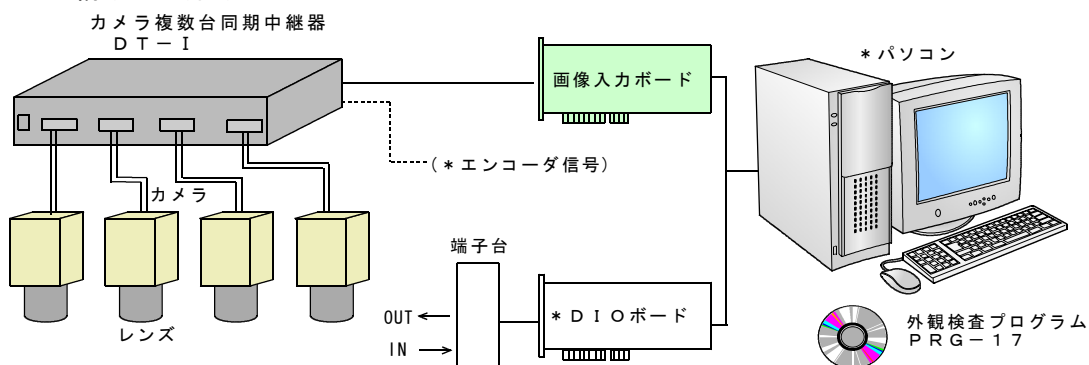 カメラ複数台同期中継器
ＤＴ－Ｉ
画像入力ボード
＊パソコン
(＊エンコーダ信号)
カメラ
端子台
レンズ
OUT
IN
＊ＤＩＯボード
外観検査プログラム
ＰＲＧ－１７